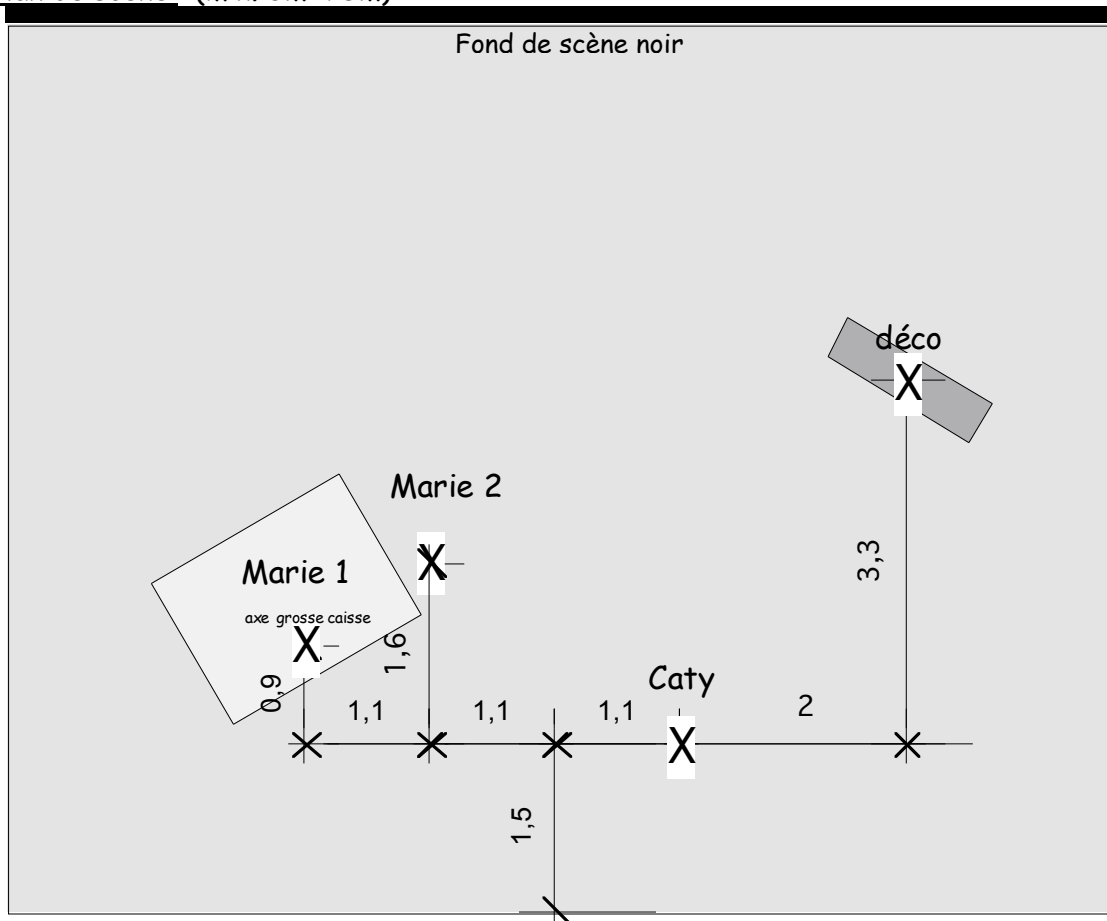 Fond de scène noir
déco
Marie 2
3,3
Marie 1
axe grosse caisse
1,6
Caty
0,9
1,1
1,1
1,1
2
1,5